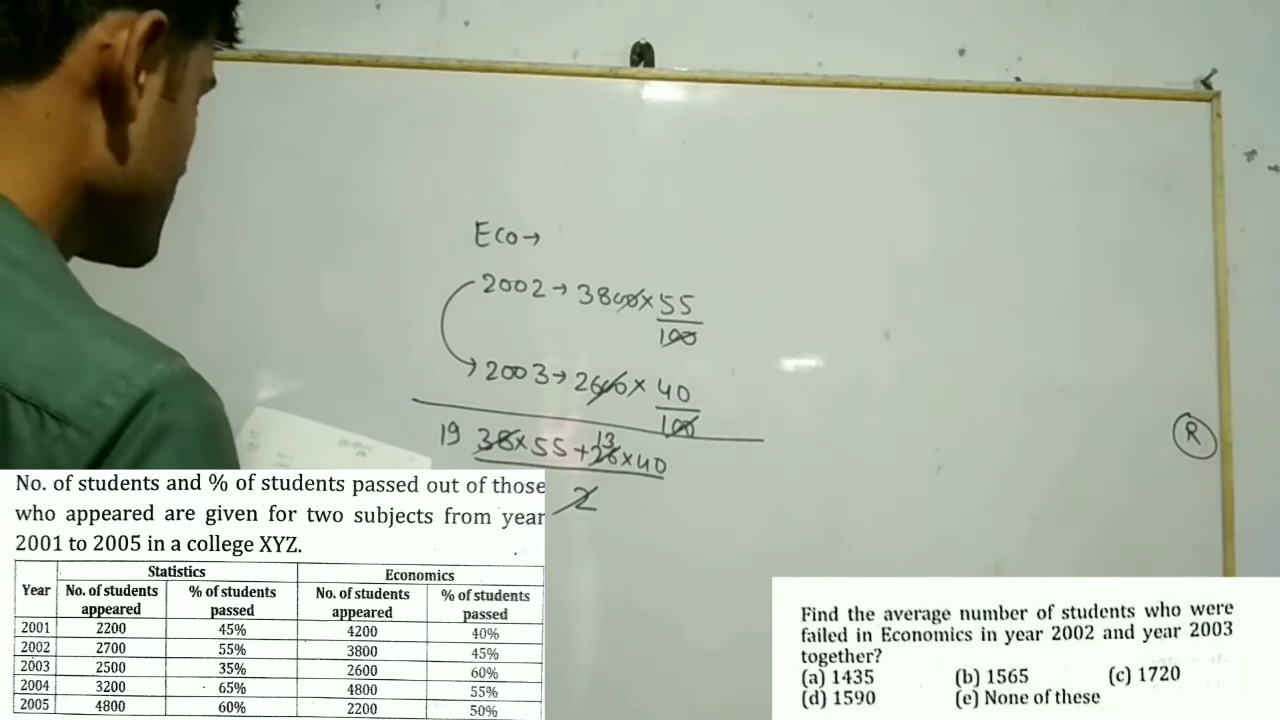 Eco→
2002→3800×55
100
2003→2600×40
100
19 38×55+26×40
13
2
R
No. of students and % of students passed out of those
who appeared are given for two subjects from year
2001 to 2005 in a college XYZ.
Statistics Economics
Year No. of students appeared % of students passed No. of students appeared % of students passed
2001 2200 45% 4200 40%
2002 2700 55% 3800 45%
2003 2500 35% 2600 60%
2004 3200 65% 4800 55%
2005 4800 60% 2200 50%
Find the average number of students who were
failed in Economics in year 2002 and year 2003
together?
(a) 1435 (b) 1565 (c) 1720
(d) 1590 (e) None of these